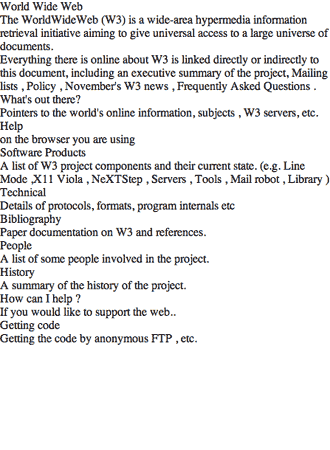 World Wide Web
The WorldWideWeb (W3) is a wide-area hypermedia information
retrieval initiative aiming to give universal access to a large universe of
documents.
Everything there is online about W3 is linked directly or indirectly to
this document, including an executive summary of the project, Mailing
lists , Policy , November's W3 news , Frequently Asked Questions .
What's out there?
Pointers to the world's online information, subjects , W3 servers, etc.
Help
on the browser you are using
Software Products
A list of W3 project components and their current state. (e.g. Line
Mode ,X11 Viola , NeXTStep , Servers , Tools , Mail robot , Library )
Technical
Details of protocols, formats, program internals etc
Bibliography
Paper documentation on W3 and references.
People
A list of some people involved in the project.
History
A summary of the history of the project.
How can I help ?
If you would like to support the web..
Getting code
Getting the code by anonymous FTP , etc.